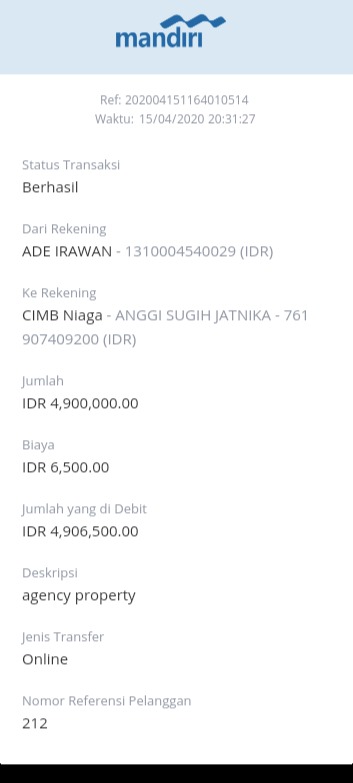 mandiri
Ref: 202004151164010514
Waktu: 15/04/2020 20:31:27
Status Transaksi
Berhasil
Dari Rekening
ADE IRAWAN - 1310004540029 (IDR)
Ke Rekening
CIMB Niaga - ANGGI SUGIH JATNIKA - 761
907409200 (IDR)
Jumlah
IDR 4,900,000.00
Biaya
IDR 6,500.00
Jumlah yang di Debit
IDR 4,906,500.00
Deskripsi
agency property
Jenis Transfer
Online
Nomor Referensi Pelanggan
212